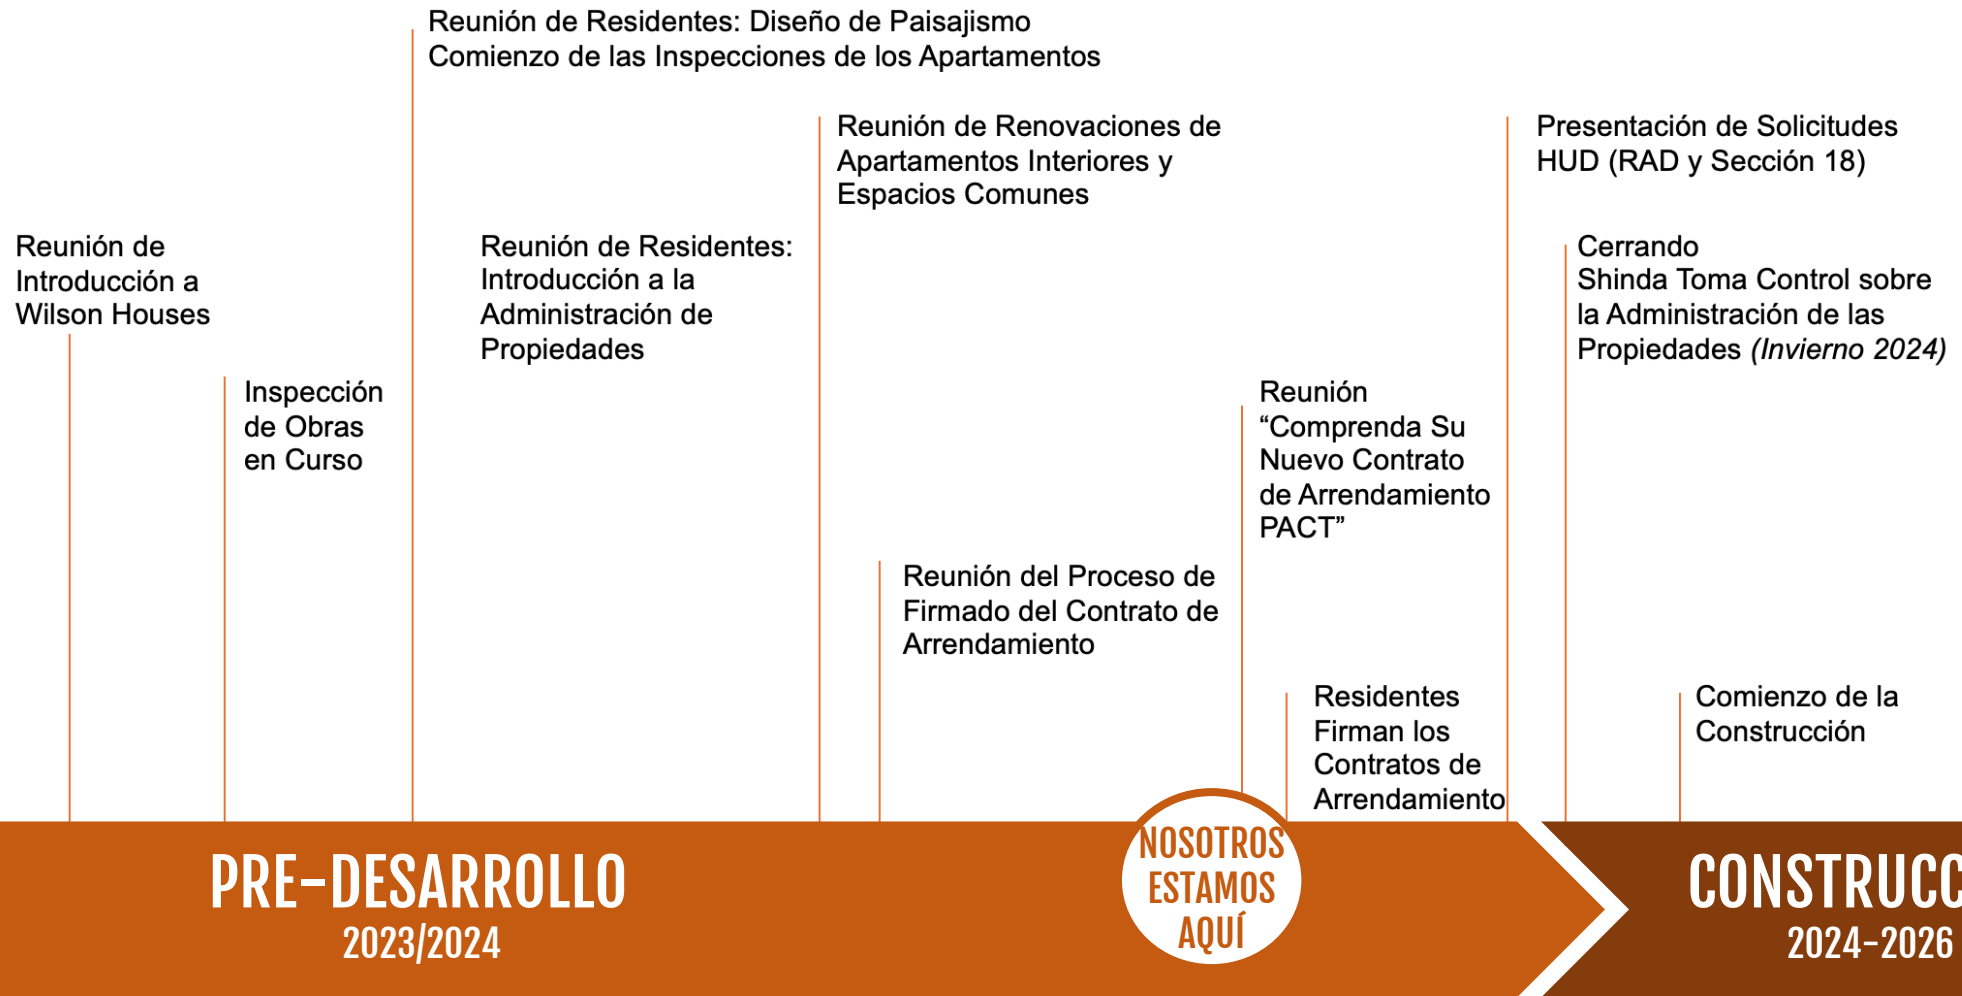 Reunión de Residentes: Diseño de Paisajismo
Comienzo de las Inspecciones de los Apartamentos
Reunión de Renovaciones de
Apartamentos Interiores y
Espacios Comunes
Presentación de Solicitudes
HUD (RAD y Sección 18)
Reunión de
Introducción a
Wilson Houses
Reunión de Residentes:
Introducción a la
Administración de
Propiedades
Cerrando
Shinda Toma Control sobre
la Administración de las
Propiedades (Invierno 2024)
Inspección
de Obras
en Curso
Reunión
“Comprenda Su
Nuevo Contrato
de Arrendamiento
PACT”
Reunión del Proceso de
Firmado del Contrato de
Arrendamiento
Residentes
Firman los
Contratos de
Arrendamiento
Comienzo de la
Construcción
PRE-DESARROLLO
2023/2024
NOSOTROS
ESTAMOS
AQUÍ
CONSTRUCC
2024-2026